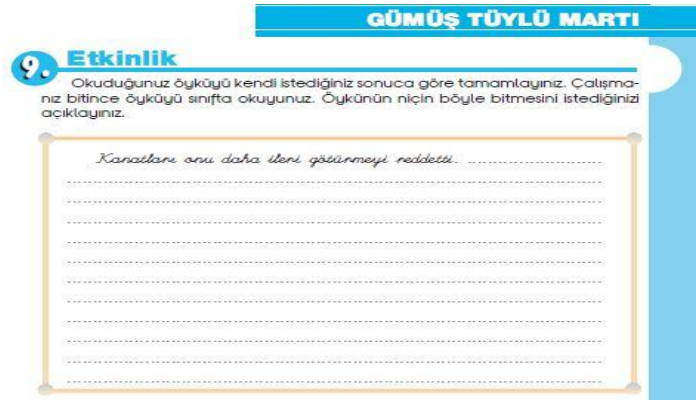 GÜMÜŞ TÜYLÜ MARTI
9. Etkinlik
Okuduğunuz öyküyü kendi istediğiniz sonuca göre tamamlayınız. Çalışma-
nız bitince öyküyü sınıfta okuyunuz. Öykünün niçin böyle bitmesini istediğinizi
açıklayınız.
Kanatları onu daha ileri götürmeyi reddetti. ........................